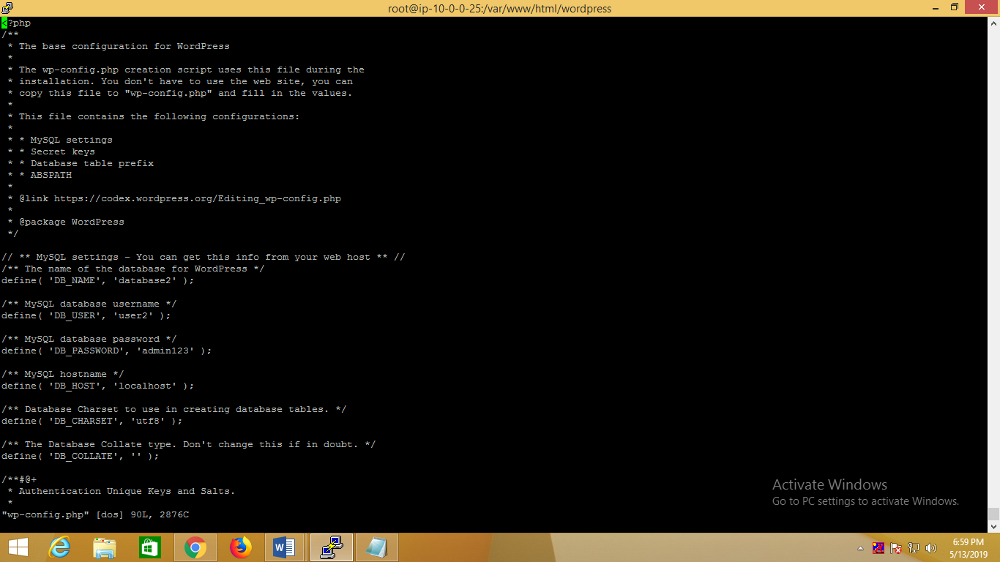 root@ip-10-0-0-25:/var/www/html/wordpress
<?php
/**
 * The base configuration for WordPress
 *
 * The wp-config.php creation script uses this file during the
 * installation. You don't have to use the web site, you can
 * copy this file to "wp-config.php" and fill in the values.
 *
 * This file contains the following configurations:
 *
 * * MySQL settings
 * * Secret keys
 * * Database table prefix
 * * ABSPATH
 *
 * @link https://codex.wordpress.org/Editing_wp-config.php
 *
 * @package WordPress
 */

// ** MySQL settings - You can get this info from your web host ** //
/** The name of the database for WordPress */
define( 'DB_NAME', 'database2' );

/** MySQL database username */
define( 'DB_USER', 'user2' );

/** MySQL database password */
define( 'DB_PASSWORD', 'admin123' );

/** MySQL hostname */
define( 'DB_HOST', 'localhost' );

/** Database Charset to use in creating database tables. */
define( 'DB_CHARSET', 'utf8' );

/** The Database Collate type. Don't change this if in doubt. */
define( 'DB_COLLATE', '' );

/**#@+
 * Authentication Unique Keys and Salts.
 *
"wp-config.php" [dos] 90L, 2876C
Activate Windows
Go to PC settings to activate Windows.
6:59 PM
5/13/2019